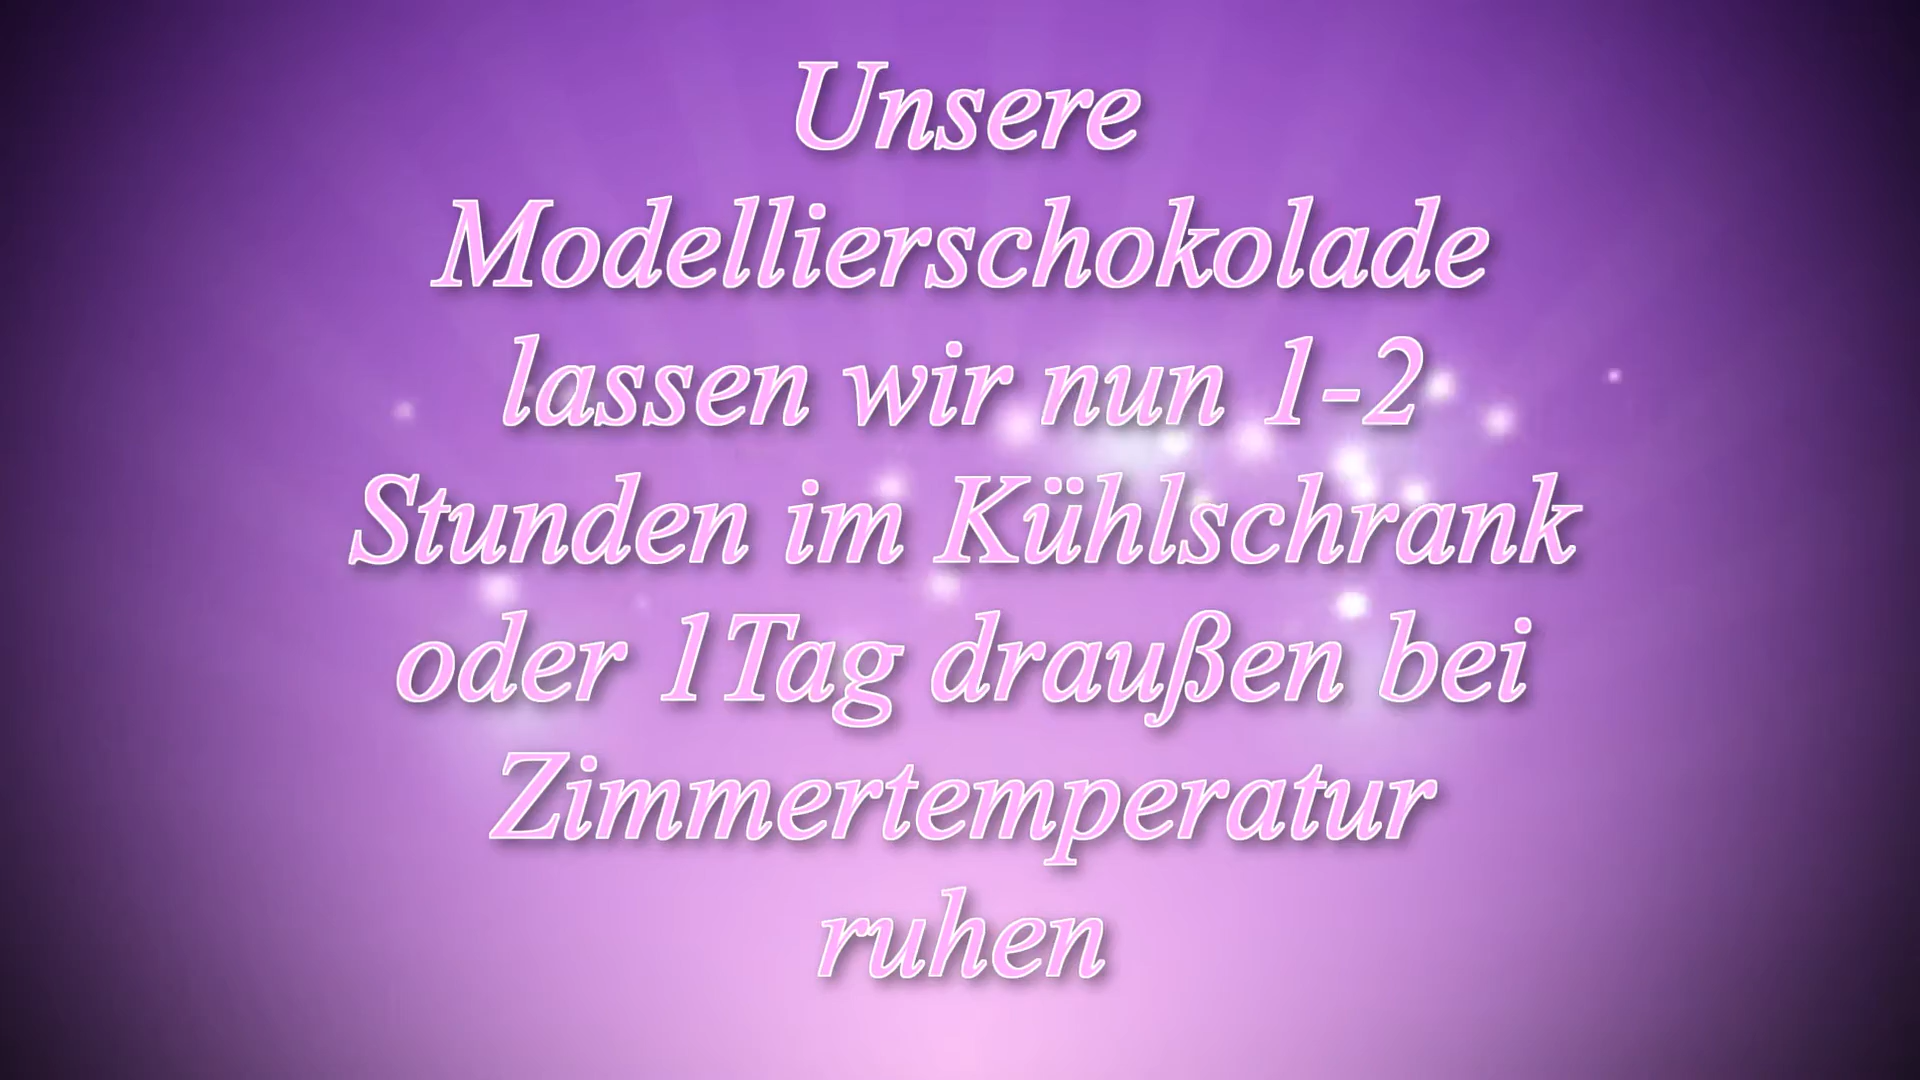 Unsere
Modellierschokolade
lassen wir nun 1-2
Stunden im Kühlschrank
oder 1Tag draußen bei
Zimmertemperatur
ruhen